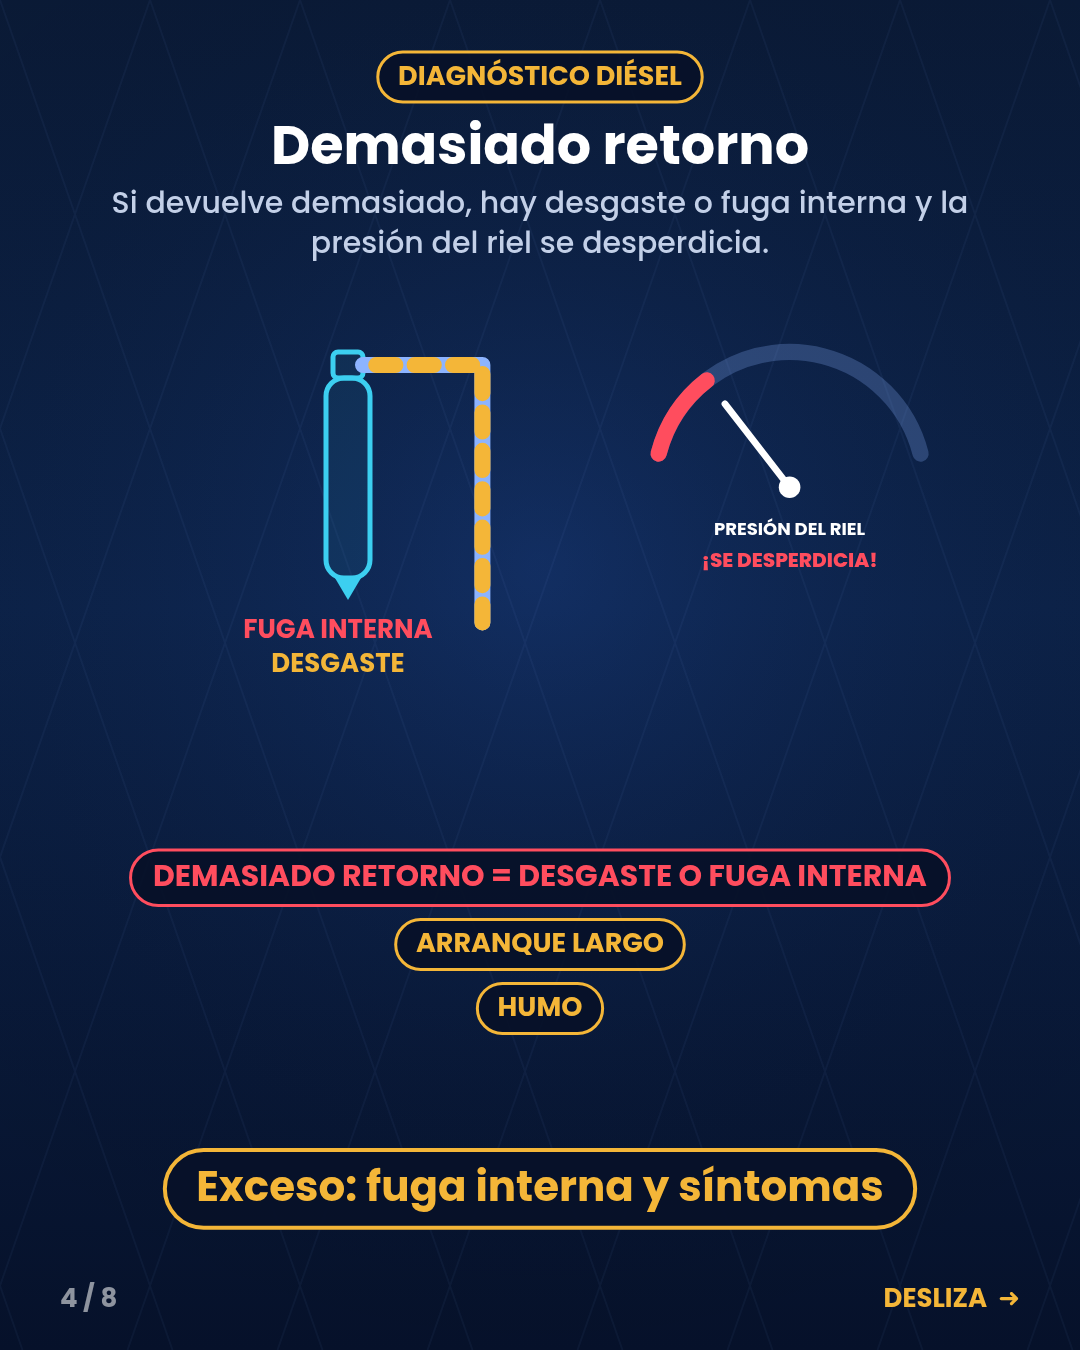 DIAGNÓSTICO DIÉSEL
Demasiado retorno
Si devuelve demasiado, hay desgaste o fuga interna y la
presión del riel se desperdicia.
FUGA INTERNA
DESGASTE
PRESIÓN DEL RIEL
¡SE DESPERDICIA!
DEMASIADO RETORNO = DESGASTE O FUGA INTERNA
ARRANQUE LARGO
HUMO
Exceso: fuga interna y síntomas
4 / 8
DESLIZA →